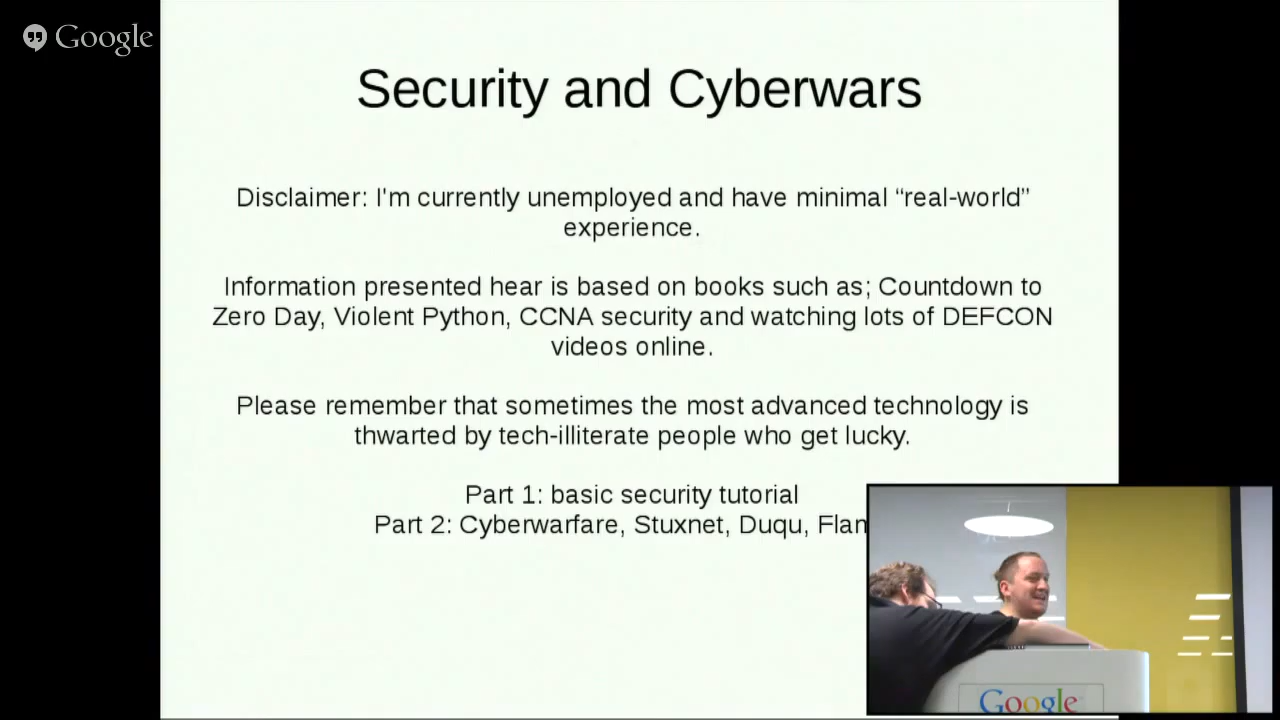 Google
Security and Cyberwars
Disclaimer: I'm currently unemployed and have minimal “real-world”
experience.
Information presented hear is based on books such as; Countdown to
Zero Day, Violent Python, CCNA security and watching lots of DEFCON
videos online.
Please remember that sometimes the most advanced technology is
thwarted by tech-illiterate people who get lucky.
Part 1: basic security tutorial
Part 2: Cyberwarfare, Stuxnet, Duqu,
Google